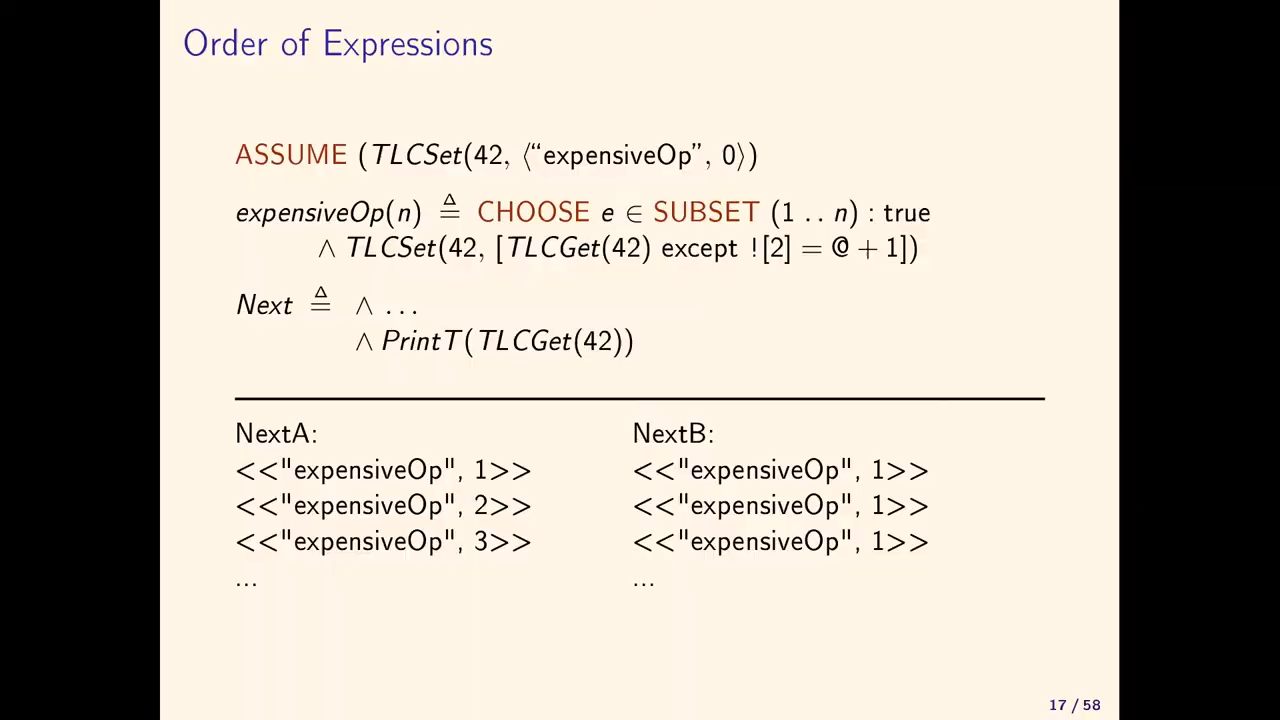 Order of Expressions
ASSUME (TLCSet(42, ⟨“expensiveOp”, 0⟩)
expensiveOp(n) ≜ CHOOSE e ∈ SUBSET (1 .. n) : true
∧ TLCSet(42, [TLCGet(42) except ![2] = @ + 1])
Next ≜ ∧ ...
∧ PrintT(TLCGet(42))
NextA:
<<"expensiveOp", 1>>
<<"expensiveOp", 2>>
<<"expensiveOp", 3>>
...
NextB:
<<"expensiveOp", 1>>
<<"expensiveOp", 1>>
<<"expensiveOp", 1>>
...
17 / 58